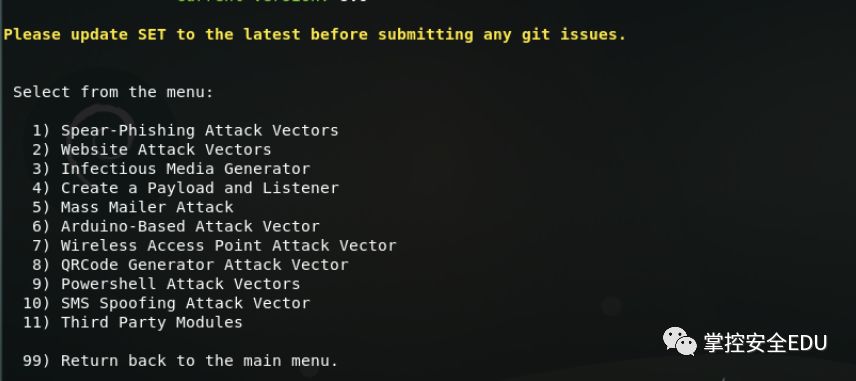 Please update SET to the latest before submitting any git issues.
Select from the menu:
1) Spear-Phishing Attack Vectors
2) Website Attack Vectors
3) Infectious Media Generator
4) Create a Payload and Listener
5) Mass Mailer Attack
6) Arduino-Based Attack Vector
7) Wireless Access Point Attack Vector
8) QRCode Generator Attack Vector
9) Powershell Attack Vectors
10) SMS Spoofing Attack Vector
11) Third Party Modules
99) Return back to the main menu.
掌控安全EDU